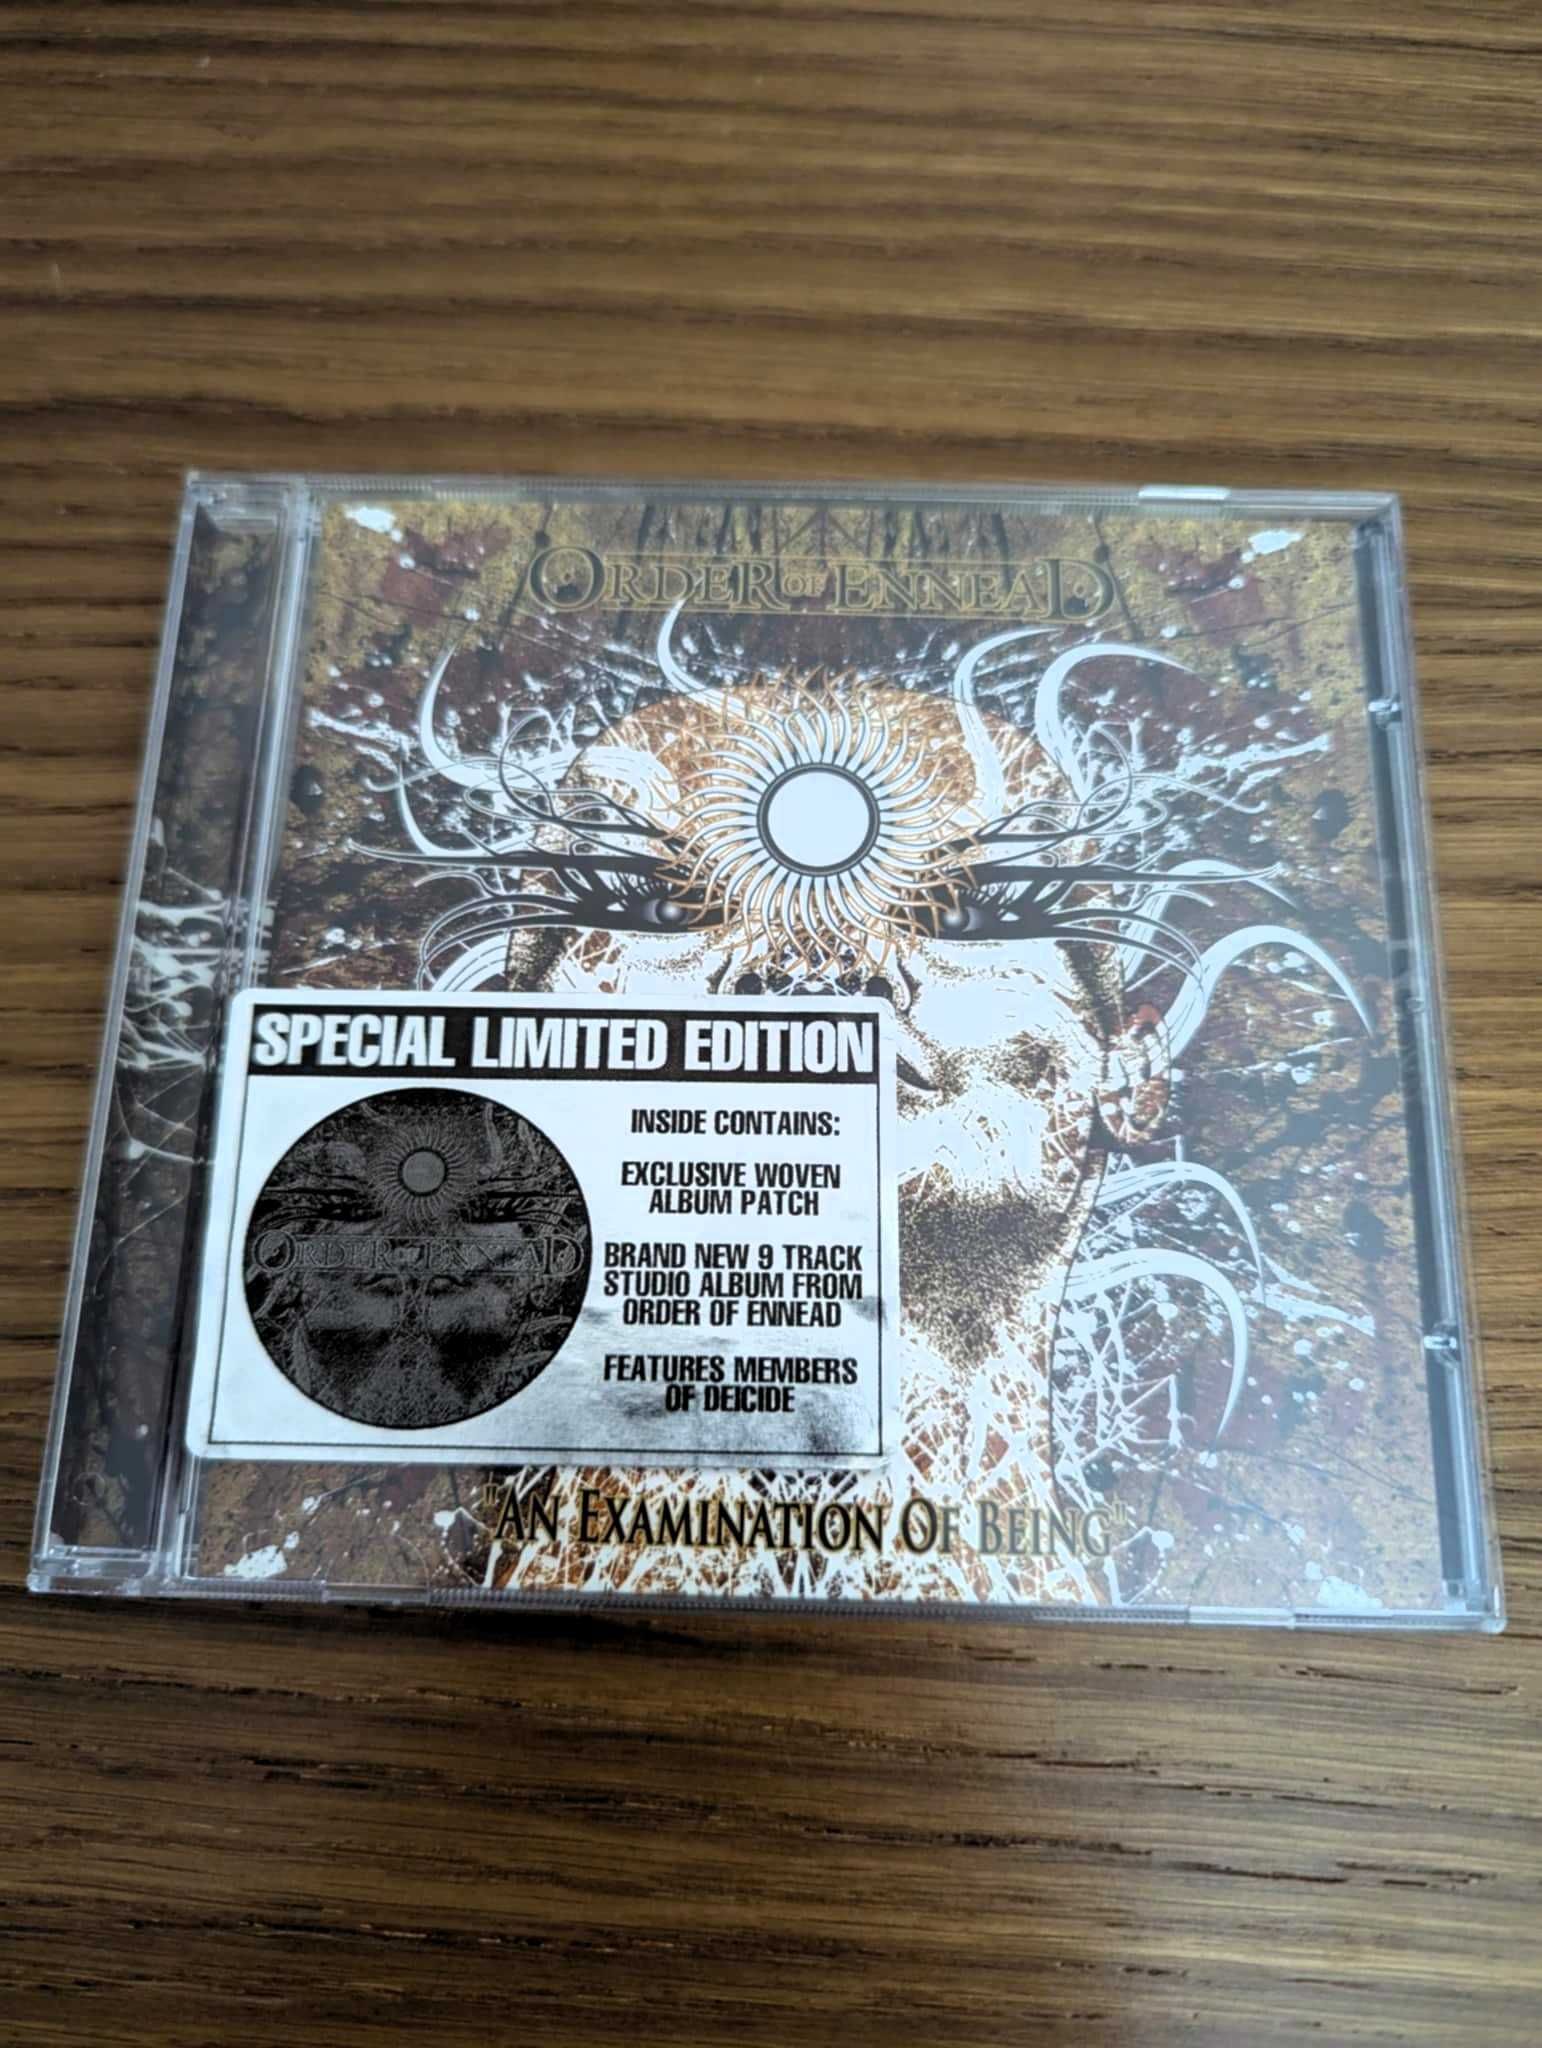 ORDER OF ENNEAD
SPECIAL LIMITED EDITION
INSIDE CONTAINS:
EXCLUSIVE WOVEN
ALBUM PATCH
ORDER OF ENNEAD
BRAND NEW 9 TRACK
STUDIO ALBUM FROM
ORDER OF ENNEAD
FEATURES MEMBERS
OF DEICIDE
"AN EXAMINATION OF BEING"